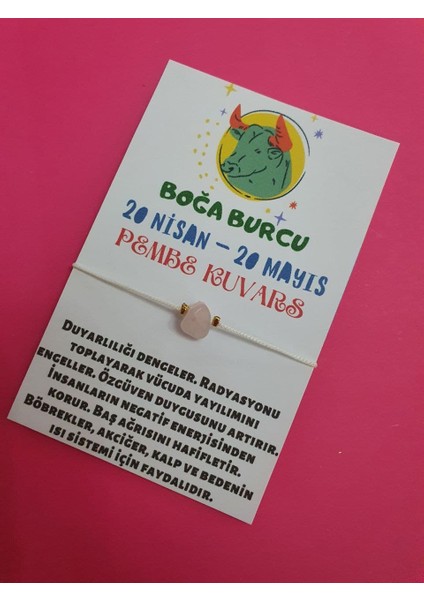 BOĞA BURCU
20 NİSAN – 20 MAYIS
PEMBE KUVARS
DUYARLILIĞI DENGELER. RADYASYONU
TOPLAYARAK VÜCUDA YAYILIMINI
ENGELLER. ÖZGÜVEN DUYGUSUNU ARTIRIR.
İNSANLARIN NEGATİF ENERJİSİNDEN
KORUR. BAŞ AĞRISINI HAFİFLETİR.
BÖBREKLER, AKCİĞER, KALP VE BEDENİN
ISI SİSTEMİ İÇİN FAYDALIDIR.